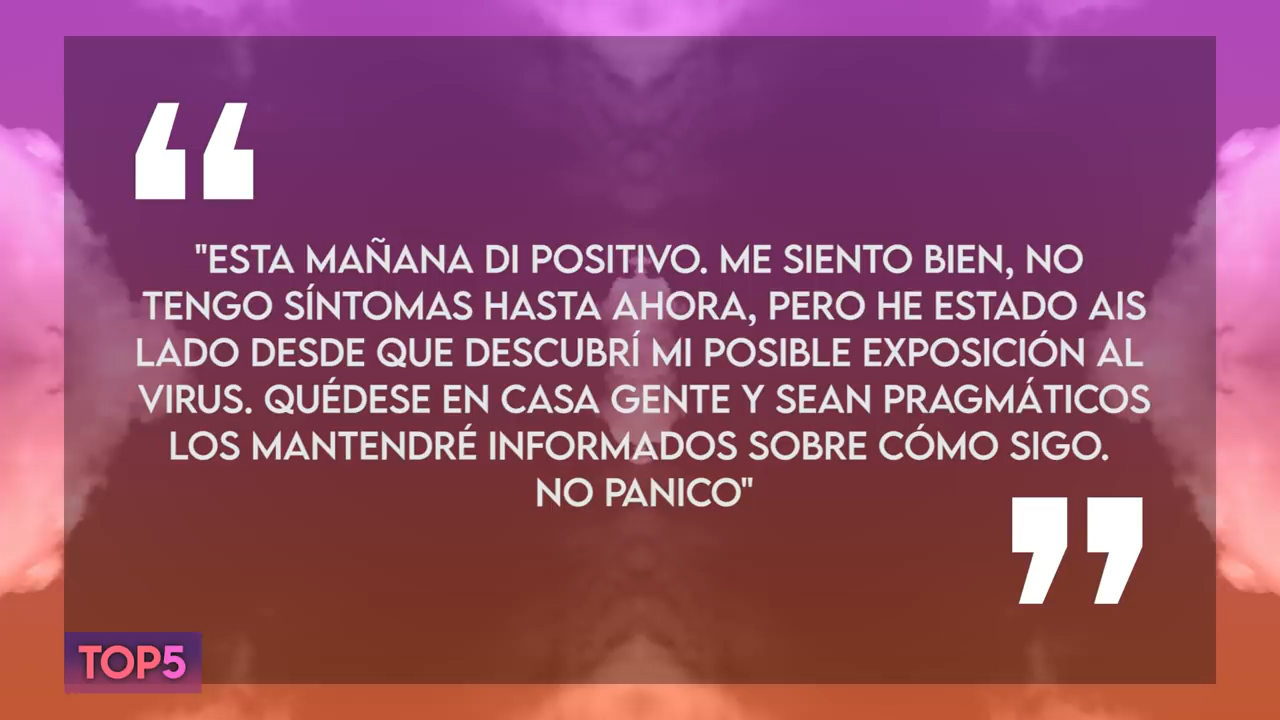 "ESTA MAÑANA DI POSITIVO. ME SIENTO BIEN, NO
TENGO SÍNTOMAS HASTA AHORA, PERO HE ESTADO AIS
LADO DESDE QUE DESCUBRÍ MI POSIBLE EXPOSICIÓN AL
VIRUS. QUÉDESE EN CASA GENTE Y SEAN PRAGMÁTICOS
LOS MANTENDRÉ INFORMADOS SOBRE CÓMO SIGO.
NO PANICO"
TOP5